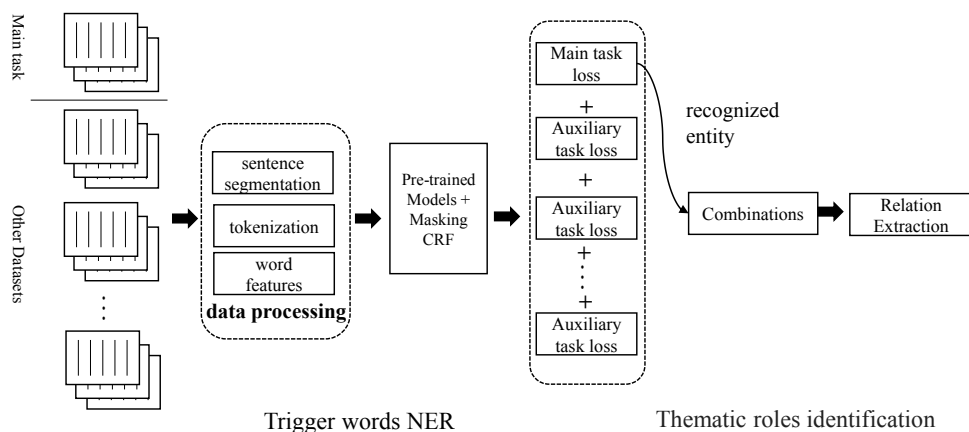 Main task
Other Datasets
sentence
segmentation
tokenization
word
features
data processing
Pre-trained
Models +
Masking
CRF
Main task
loss
+
Auxiliary
task loss
+
Auxiliary
task loss
+
+
Auxiliary
task loss
recognized
entity
Combinations
Relation
Extraction
Trigger words NER
Thematic roles identification